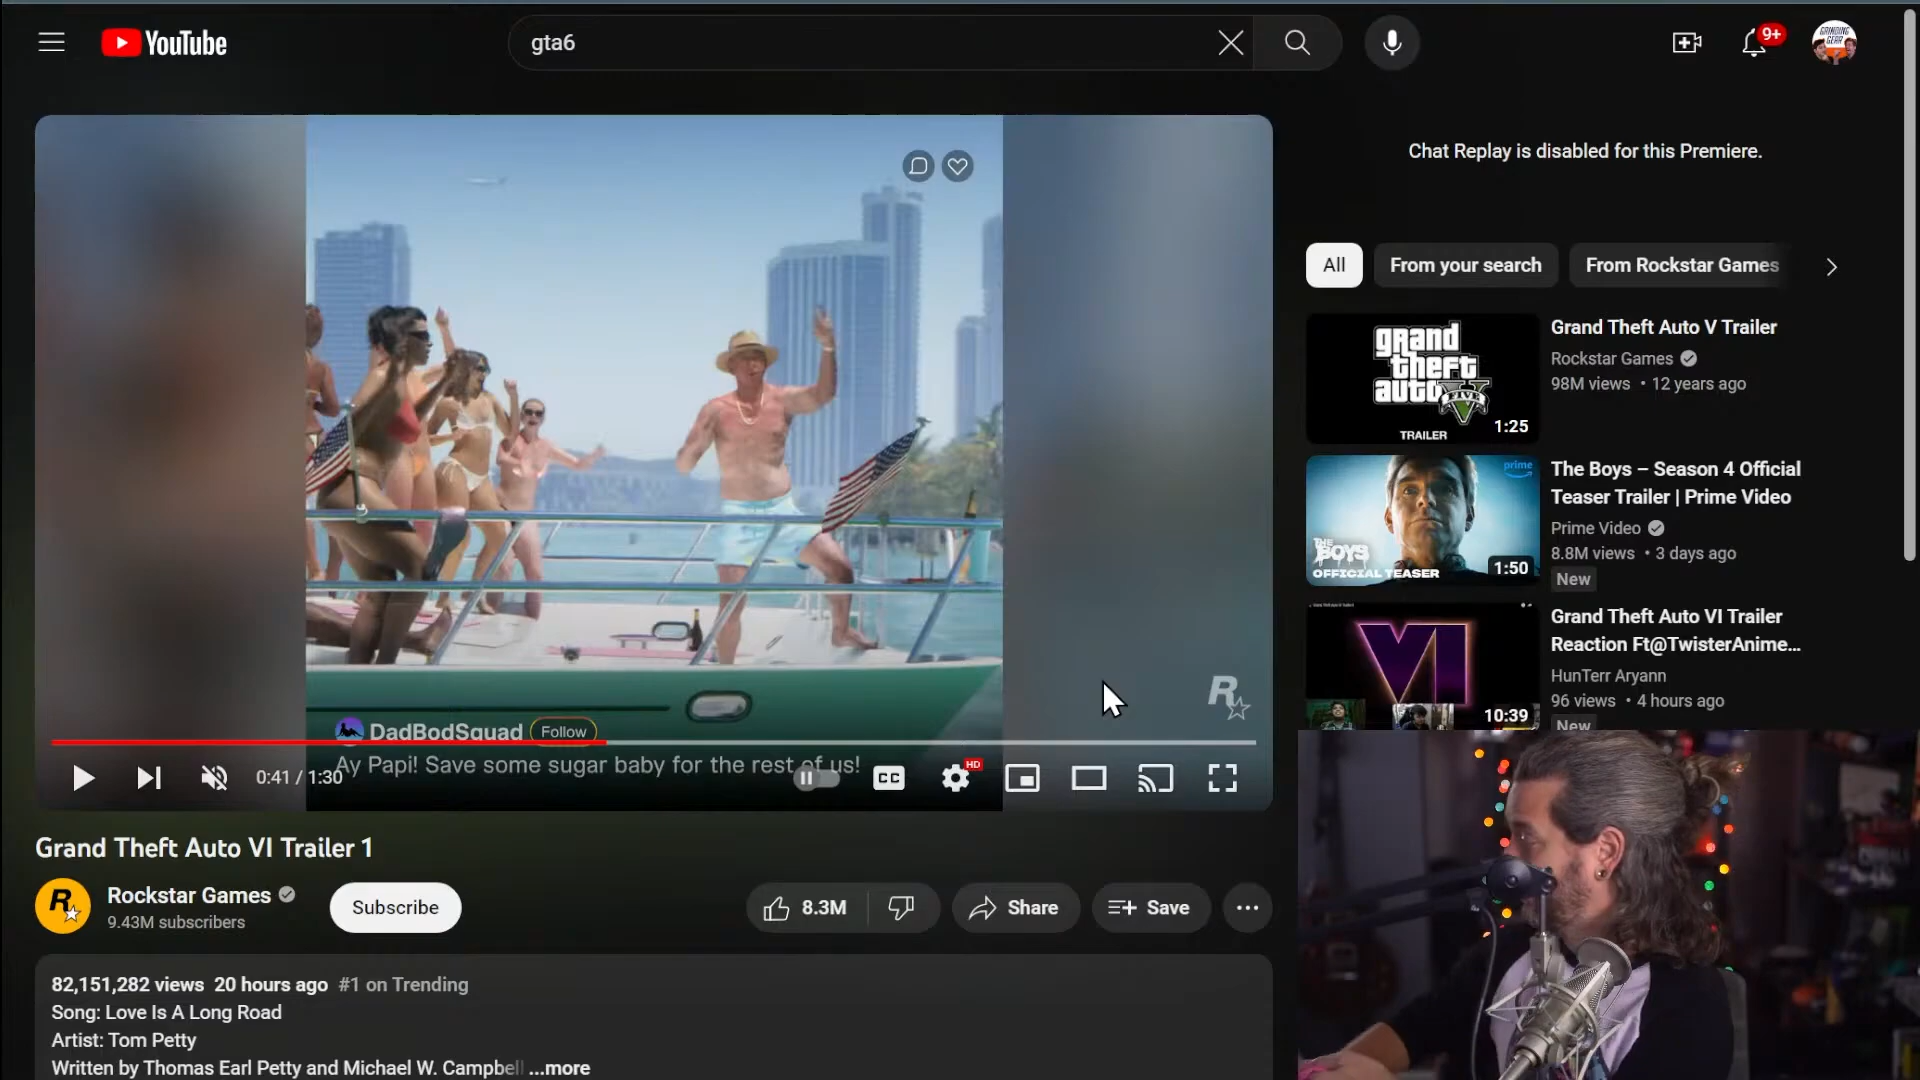 YouTube
gta6
9+
GRINDING
GEAR
Chat Replay is disabled for this Premiere.
All
From your search
From Rockstar Games
grand
theft
auto V
FIVE
TRAILER
1:25
Grand Theft Auto V Trailer
Rockstar Games
98M views • 12 years ago
prime
THE
BOYS
OFFICIAL TEASER
1:50
The Boys – Season 4 Official
Teaser Trailer | Prime Video
Prime Video
8.8M views • 3 days ago
New
VI
10:39
Grand Theft Auto VI Trailer
Reaction Ft@TwisterAnime...
HunTerr Aryann
96 views • 4 hours ago
New
R
DadBodSquad Follow
Ay Papi! Save some sugar baby for the rest of us!
0:41 / 1:30
CC
HD
Grand Theft Auto VI Trailer 1
R
Rockstar Games
9.43M subscribers
Subscribe
8.3M
Share
Save
82,151,282 views 20 hours ago #1 on Trending
Song: Love Is A Long Road
Artist: Tom Petty
Written by Thomas Earl Petty and Michael W. Campbell ...more